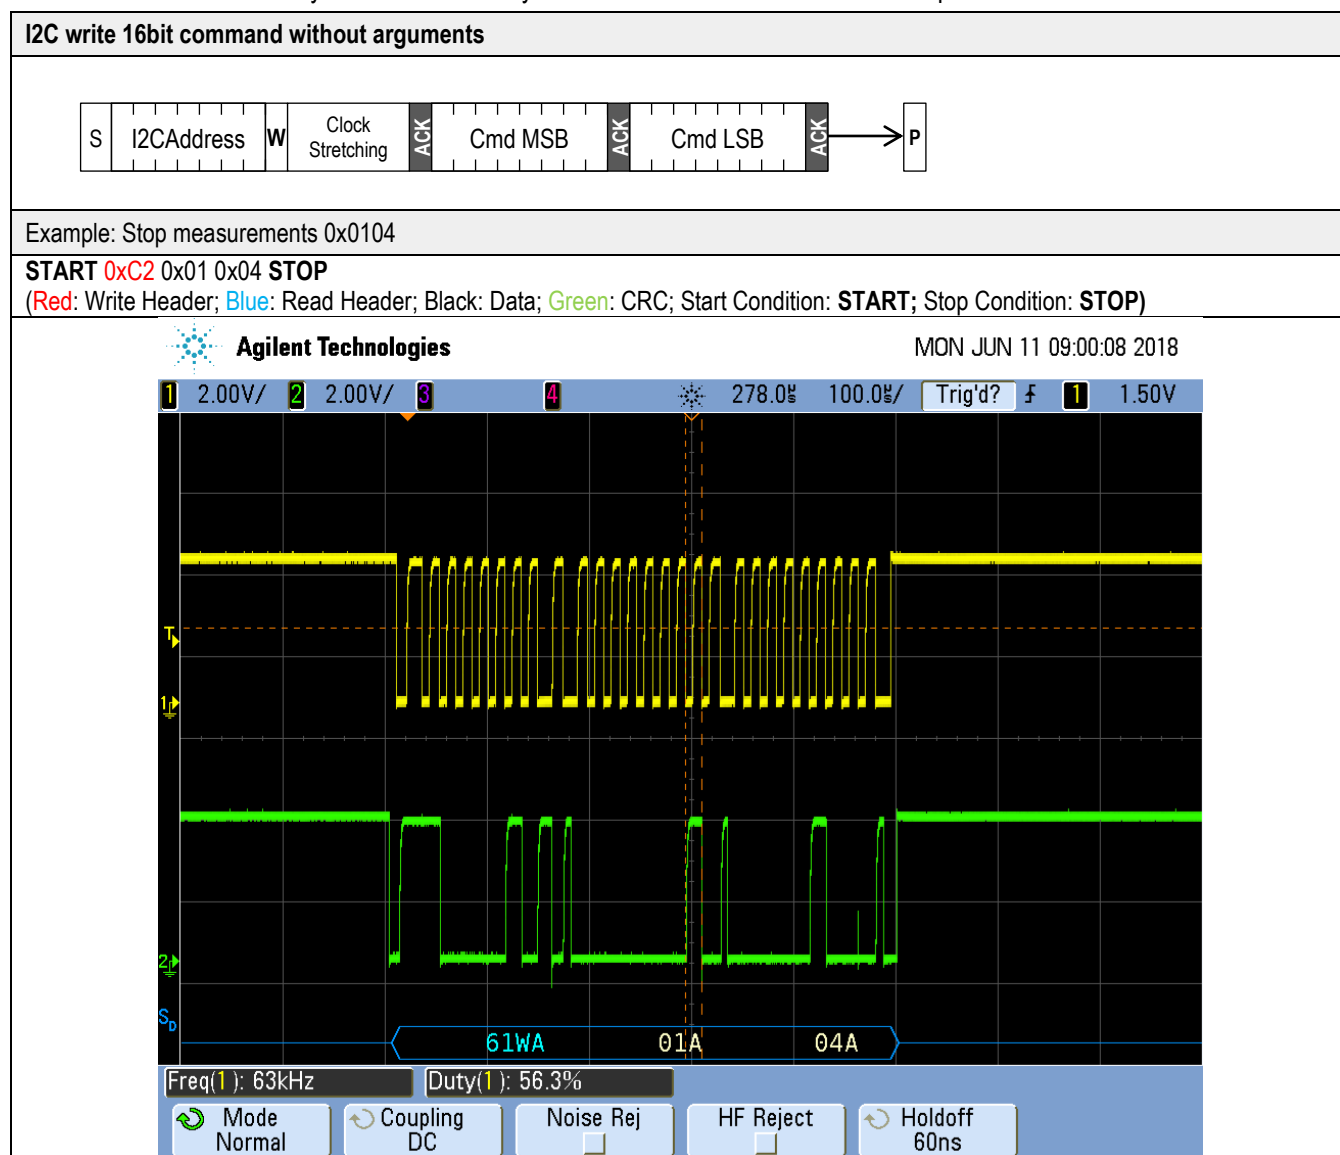 I2C write 16bit command without arguments
S I2CAddress W Clock Stretching ACK Cmd MSB ACK Cmd LSB ACK P
Example: Stop measurements 0x0104
START 0xC2 0x01 0x04 STOP
(Red: Write Header; Blue: Read Header; Black: Data; Green: CRC; Start Condition: START; Stop Condition: STOP)
Agilent Technologies MON JUN 11 09:00:08 2018
1 2.00V/ 2 2.00V/ 3 4 278.0us 100.0us/ Trig'd? 1 1.50V
T
1
2
SD
61WA 01A 04A
Freq(1): 63kHz Duty(1): 56.3%
Mode Normal Coupling DC Noise Rej HF Reject Holdoff 60ns